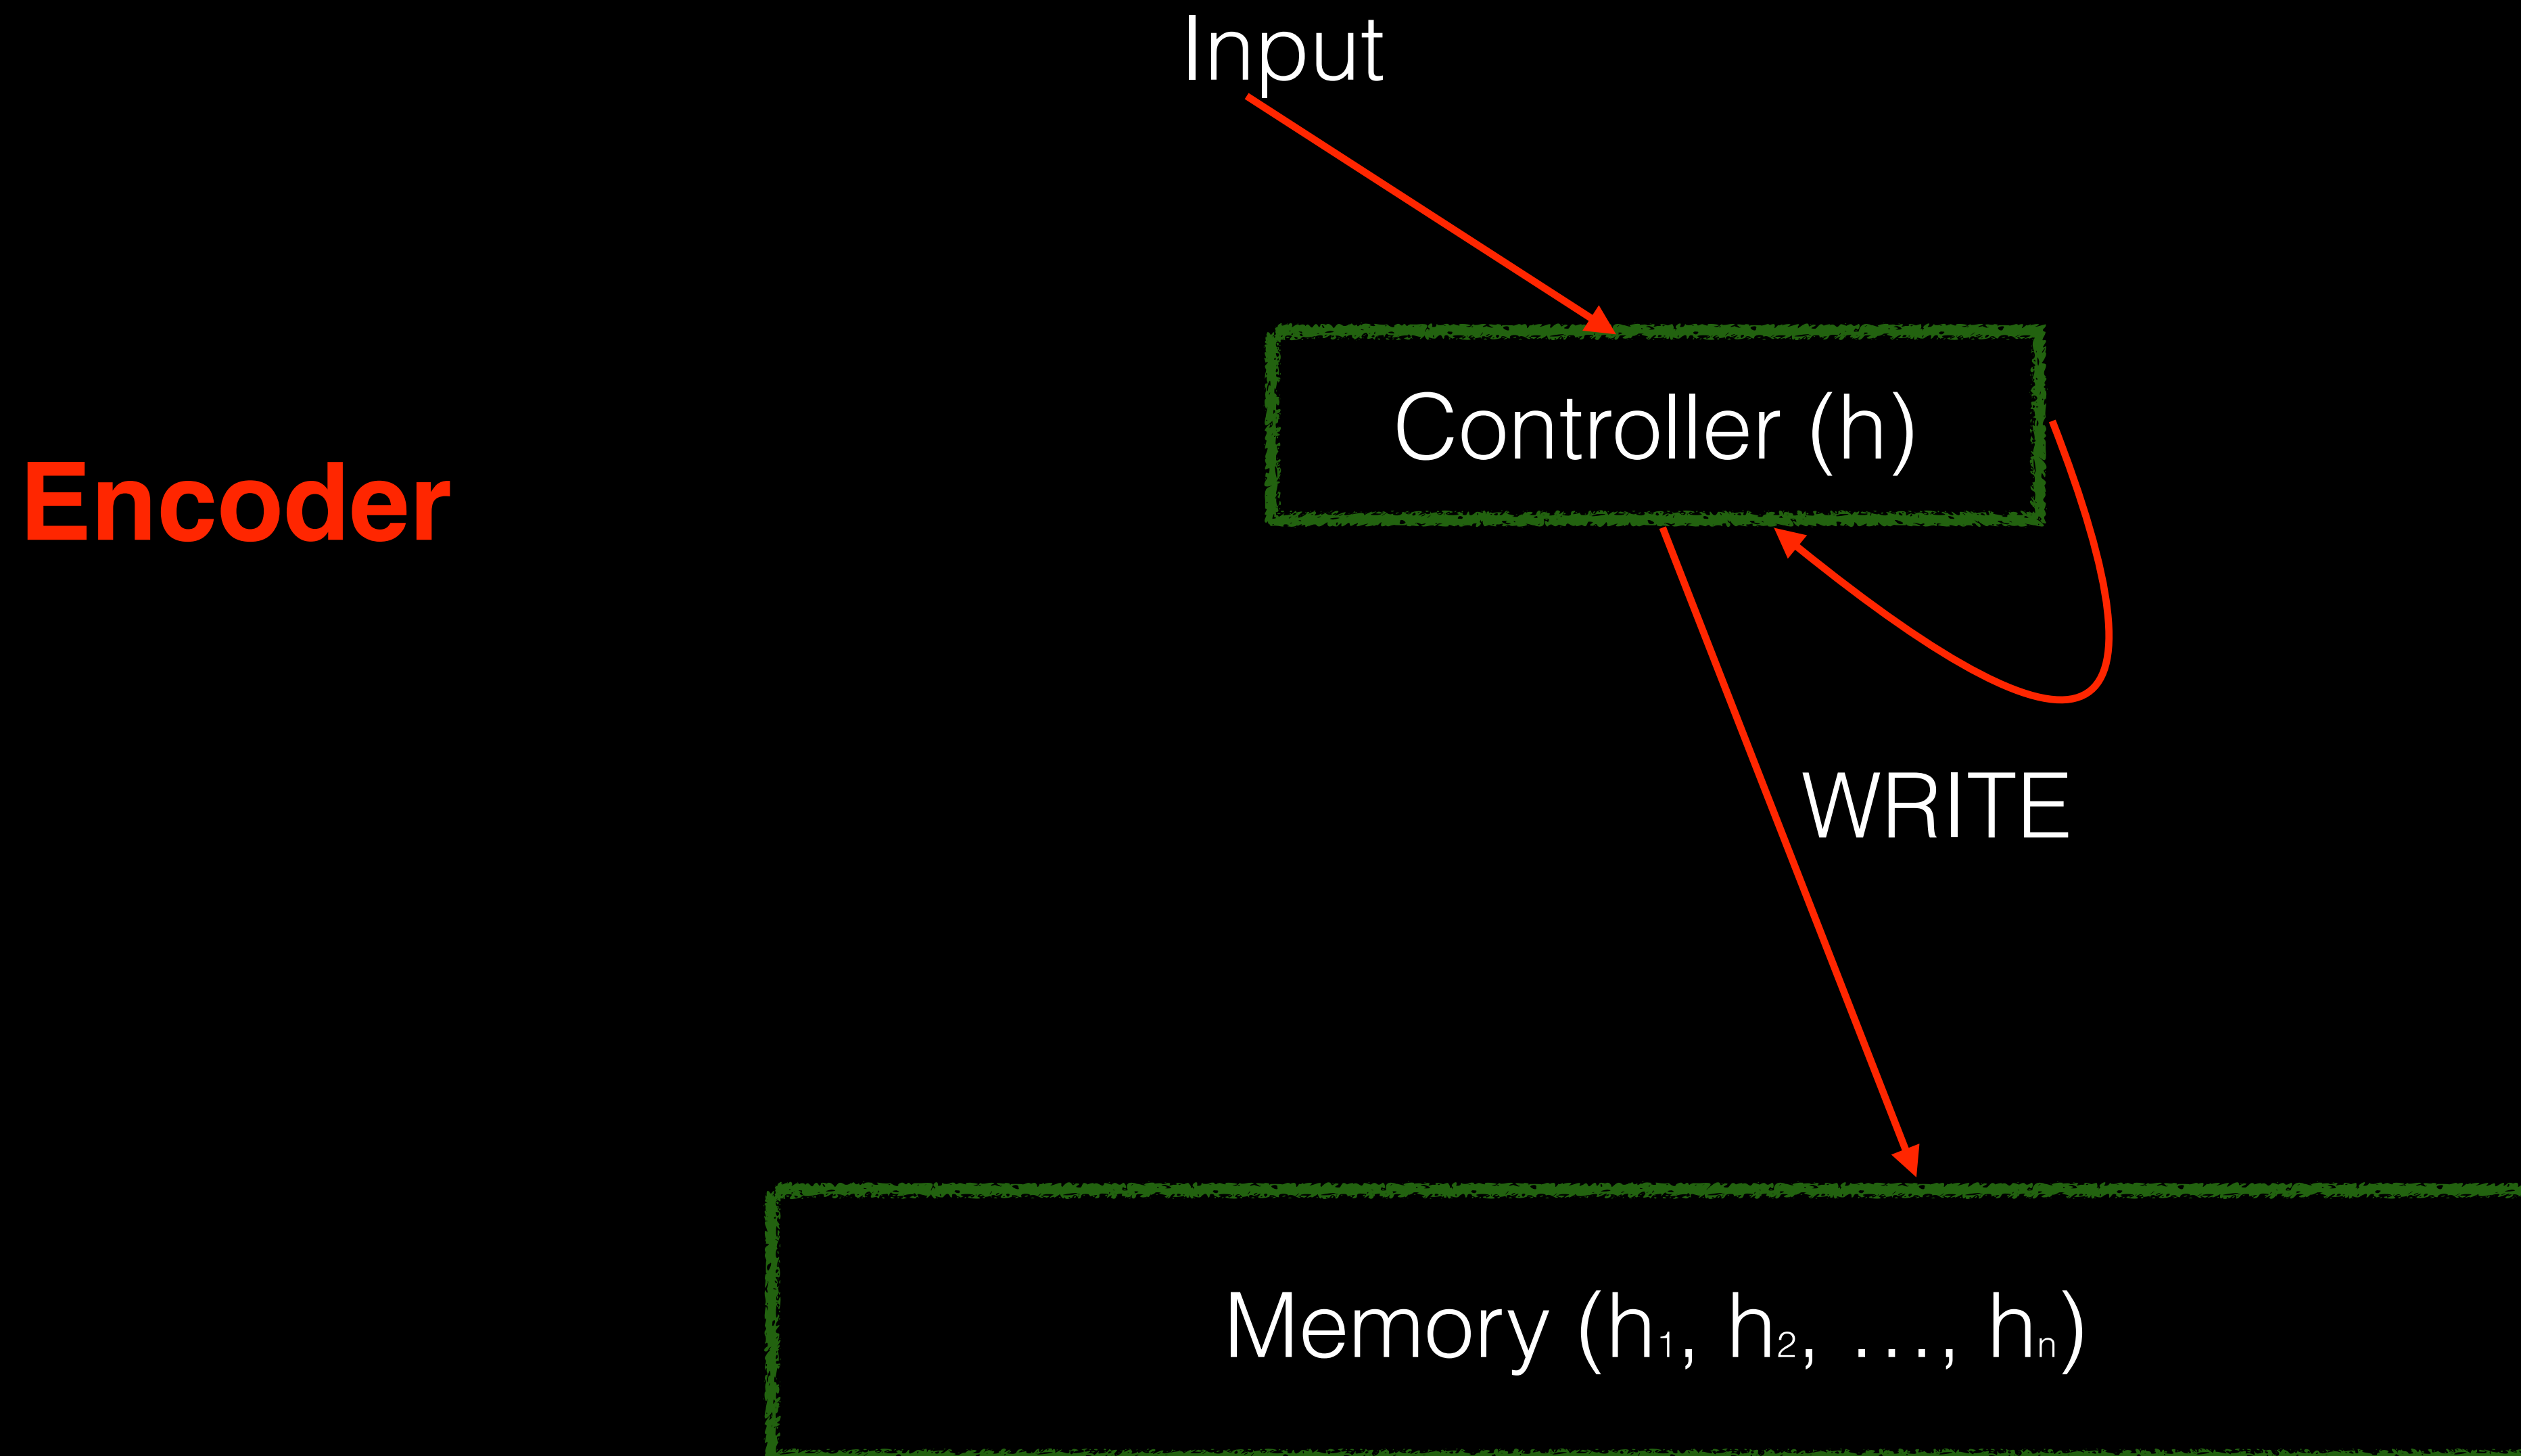 Input
Controller (h)
Encoder
WRITE
Memory (h₁, h₂, …, hₙ)